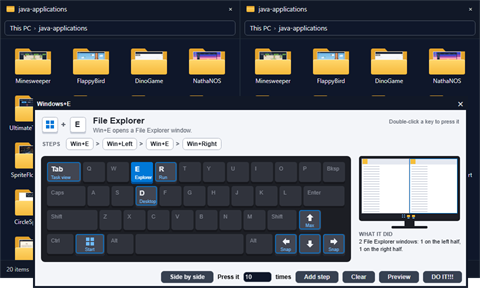 java-applications
This PC › java-applications
Minesweeper
FlappyBird
DinoGame
NathaNOS
java-applications
This PC › java-applications
Minesweeper
FlappyBird
DinoGame
NathaNOS
Ultimate
SpriteFlo
CircleS
20 items
Windows+E
+ E
File Explorer
Win+E opens a File Explorer window.
Double-click a key to press it
STEPS Win+E > Win+Left > Win+E > Win+Right
Tab Task view Q W E Explorer R Run T Y U I O P Bksp
Caps A S D Desktop F G H J K L Enter
Shift Z X C V B N M Shift Max
Ctrl Start Alt Alt Snap Snap
WHAT IT DID
2 File Explorer windows: 1 on the left half,
1 on the right half.
Side by side Press it 10 times Add step Clear Preview DO IT!!!